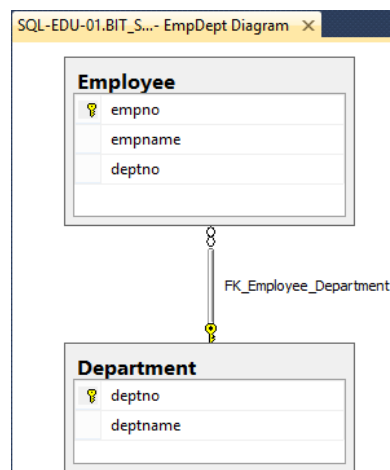 SQL-EDU-01.BIT_S...- EmpDept Diagram
Employee
empno
empname
deptno
FK_Employee_Department
Department
deptno
deptname